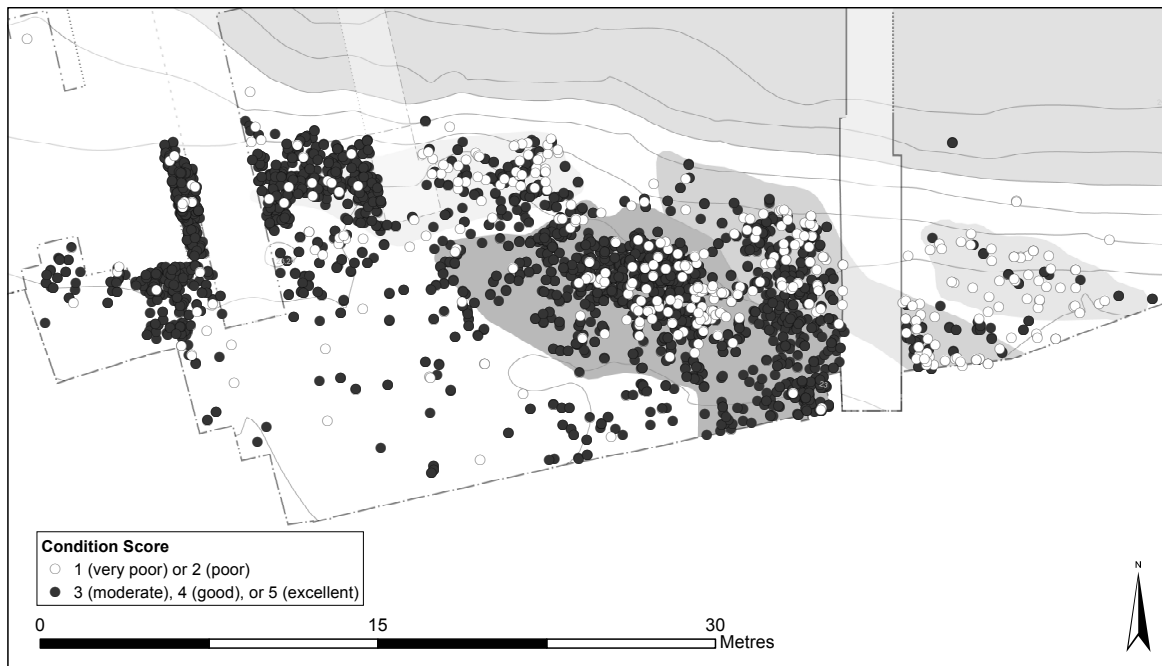 Condition Score
1 (very poor) or 2 (poor)
3 (moderate), 4 (good), or 5 (excellent)
0 15 30
Metres
N